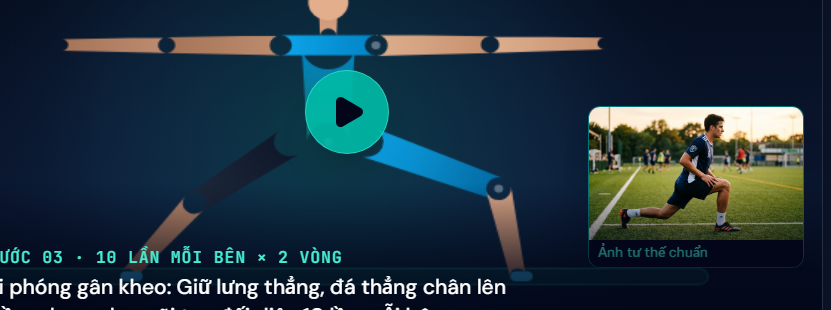 ƯỚC 03 · 10 LẦN MỖI BÊN × 2 VÒNG
i phóng gân kheo: Giữ lưng thẳng, đá thẳng chân lên
Ảnh tư thế chuẩn